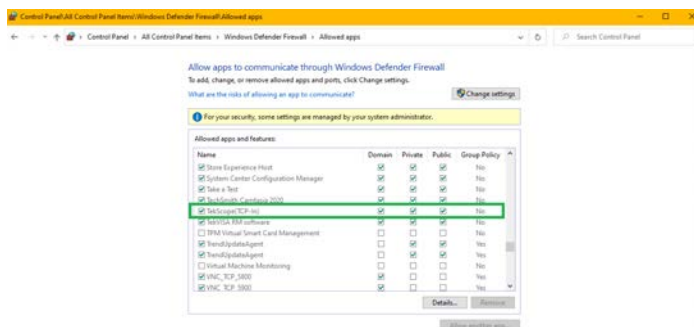 Control Panel\All Control Panel Items\Windows Defender Firewall\Allowed apps
Control Panel > All Control Panel Items > Windows Defender Firewall > Allowed apps
Search Control Panel
Allow apps to communicate through Windows Defender Firewall
To add, change, or remove allowed apps and ports, click Change settings.
What are the risks of allowing an app to communicate?
Change settings
For your security, some settings are managed by your system administrator.
Allowed apps and features:
Name Domain Private Public Group Policy
Store Experience Host No
System Center Configuration Manager No
Take a Test No
TechSmith Camtasia 2020 No
TekScope(TCP-In) No
TekVISA RM software No
TPM Virtual Smart Card Management No
TrendUpdateAgent Yes
TrendUpdateAgent Yes
Virtual Machine Monitoring No
VNC_TCP_5800 Yes
VNC_TCP_5900 Yes
Details... Remove
Allow another app...